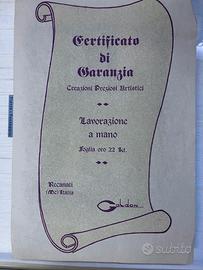 Certificato
di
Garanzia
Creazioni Preziosi Artistici
Lavorazione
a mano
Foglia oro 22 kt.
Recanati
(Mc) Italia
subito